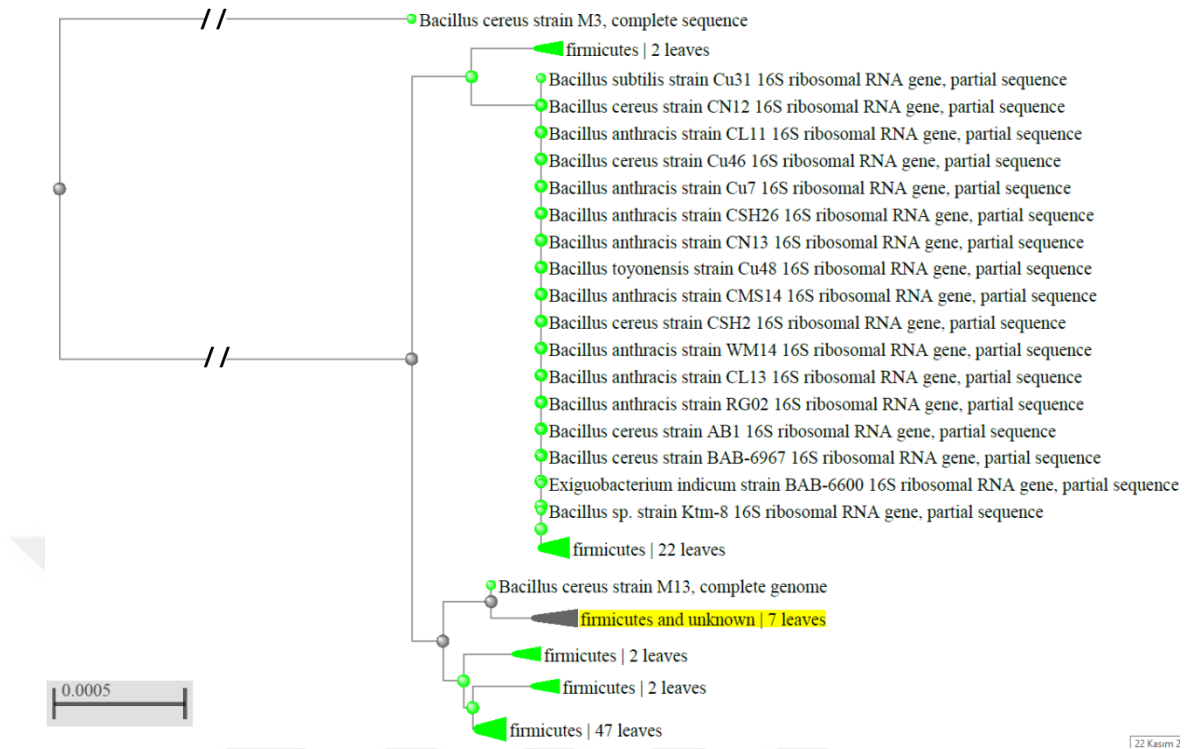 Bacillus cereus strain M3, complete sequence
firmicutes | 2 leaves
Bacillus subtilis strain Cu31 16S ribosomal RNA gene, partial sequence
Bacillus cereus strain CN12 16S ribosomal RNA gene, partial sequence
Bacillus anthracis strain CL11 16S ribosomal RNA gene, partial sequence
Bacillus cereus strain Cu46 16S ribosomal RNA gene, partial sequence
Bacillus anthracis strain Cu7 16S ribosomal RNA gene, partial sequence
Bacillus anthracis strain CSH26 16S ribosomal RNA gene, partial sequence
Bacillus anthracis strain CN13 16S ribosomal RNA gene, partial sequence
Bacillus toyonensis strain Cu48 16S ribosomal RNA gene, partial sequence
Bacillus anthracis strain CMS14 16S ribosomal RNA gene, partial sequence
Bacillus cereus strain CSH2 16S ribosomal RNA gene, partial sequence
Bacillus anthracis strain WM14 16S ribosomal RNA gene, partial sequence
Bacillus anthracis strain CL13 16S ribosomal RNA gene, partial sequence
Bacillus anthracis strain RG02 16S ribosomal RNA gene, partial sequence
Bacillus cereus strain AB1 16S ribosomal RNA gene, partial sequence
Bacillus cereus strain BAB-6967 16S ribosomal RNA gene, partial sequence
Exiguobacterium indicum strain BAB-6600 16S ribosomal RNA gene, partial sequence
Bacillus sp. strain Ktm-8 16S ribosomal RNA gene, partial sequence
firmicutes | 22 leaves
Bacillus cereus strain M13, complete genome
firmicutes and unknown | 7 leaves
firmicutes | 2 leaves
firmicutes | 2 leaves
0.0005
firmicutes | 47 leaves
22 Kasım 2